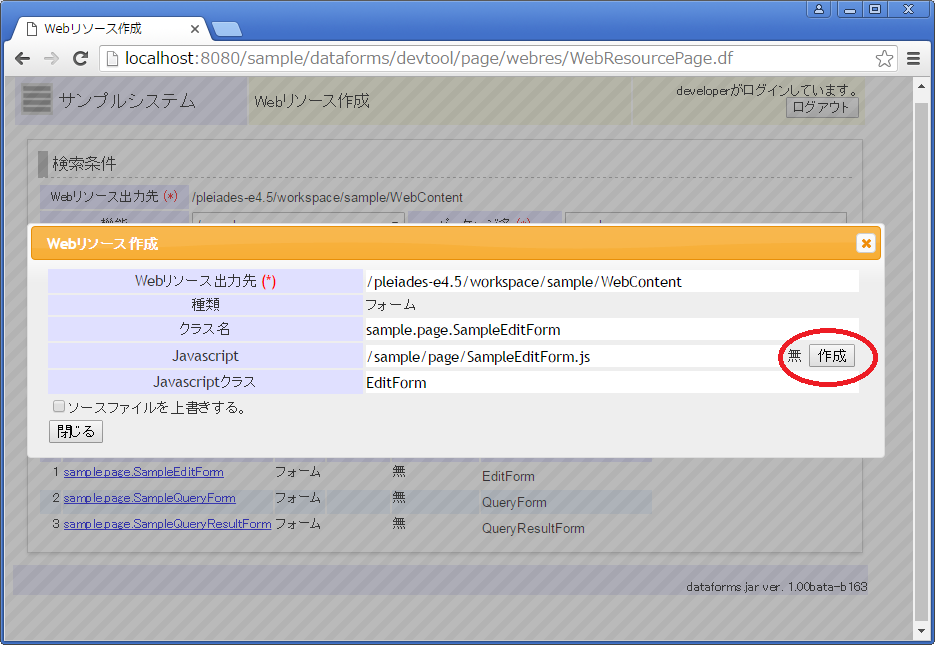 Webリソース作成
localhost:8080/sample/dataforms/devtool/page/webres/WebResourcePage.df
サンプルシステム
Webリソース作成
developerがログインしています。
ログアウト
検索条件
Webリソース出力先 (*) /pleiades-e4.5/workspace/sample/WebContent
Webリソース作成
Webリソース出力先 (*) /pleiades-e4.5/workspace/sample/WebContent
種類 フォーム
クラス名 sample.page.SampleEditForm
Javascript /sample/page/SampleEditForm.js 無 作成
Javascriptクラス EditForm
ソースファイルを上書きする。
閉じる
1 sample.page.SampleEditForm フォーム 無 EditForm
2 sample.page.SampleQueryForm フォーム 無 QueryForm
3 sample.page.SampleQueryResultForm フォーム 無 QueryResultForm
dataforms.jar ver. 1.00bata-b163